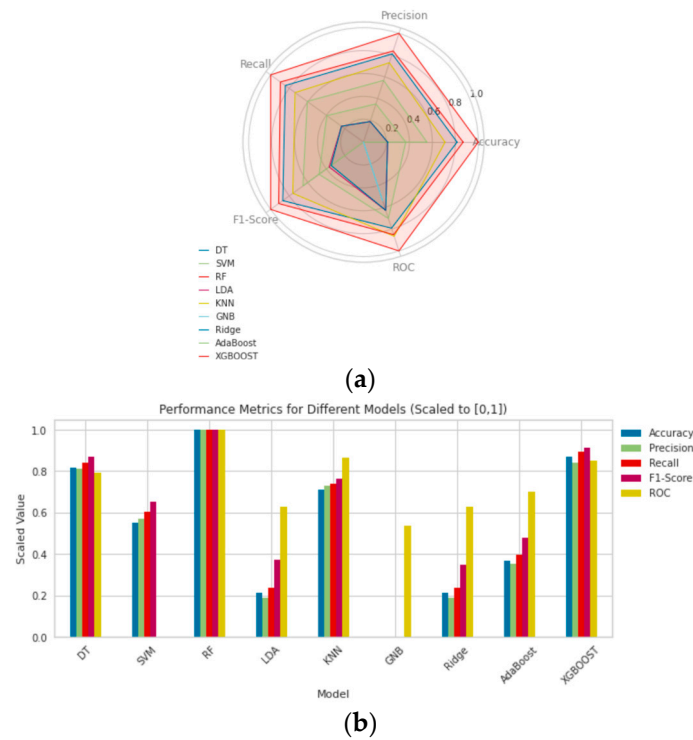 Precision
Recall
1.0
0.8
0.6
0.4
0.2
Accuracy
F1-Score
ROC
DT
SVM
RF
LDA
KNN
GNB
Ridge
AdaBoost
XGBOOST
(a)
Performance Metrics for Different Models (Scaled to [0,1])
1.0
0.8
0.6
0.4
0.2
0.0
Scaled Value
Accuracy
Precision
Recall
F1-Score
ROC
DT
SVM
RF
LDA
KNN
GNB
Ridge
AdaBoost
XGBOOST
Model
(b)